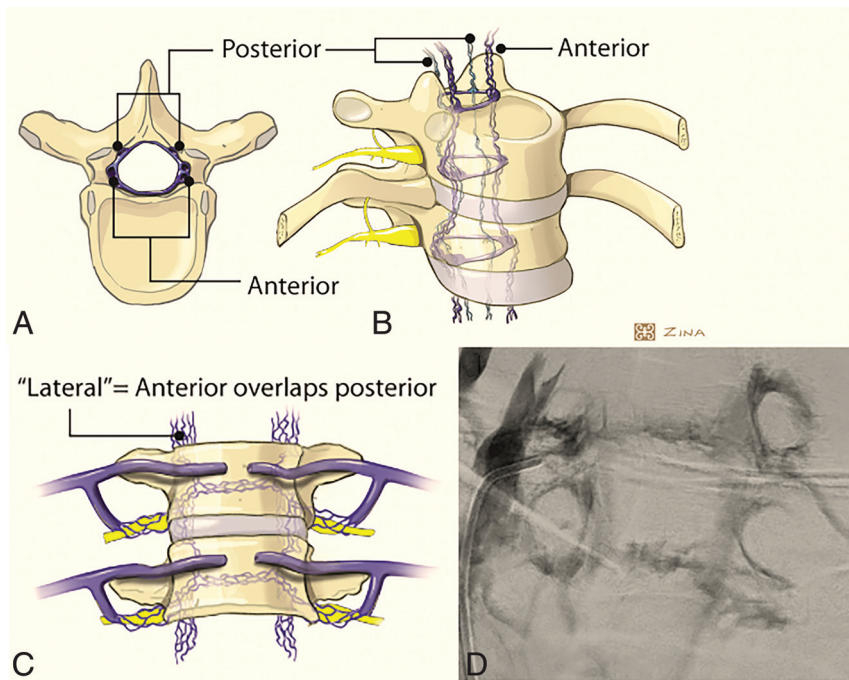 Posterior
Anterior
Anterior
A
B
ZINA
"Lateral"= Anterior overlaps posterior
C
D